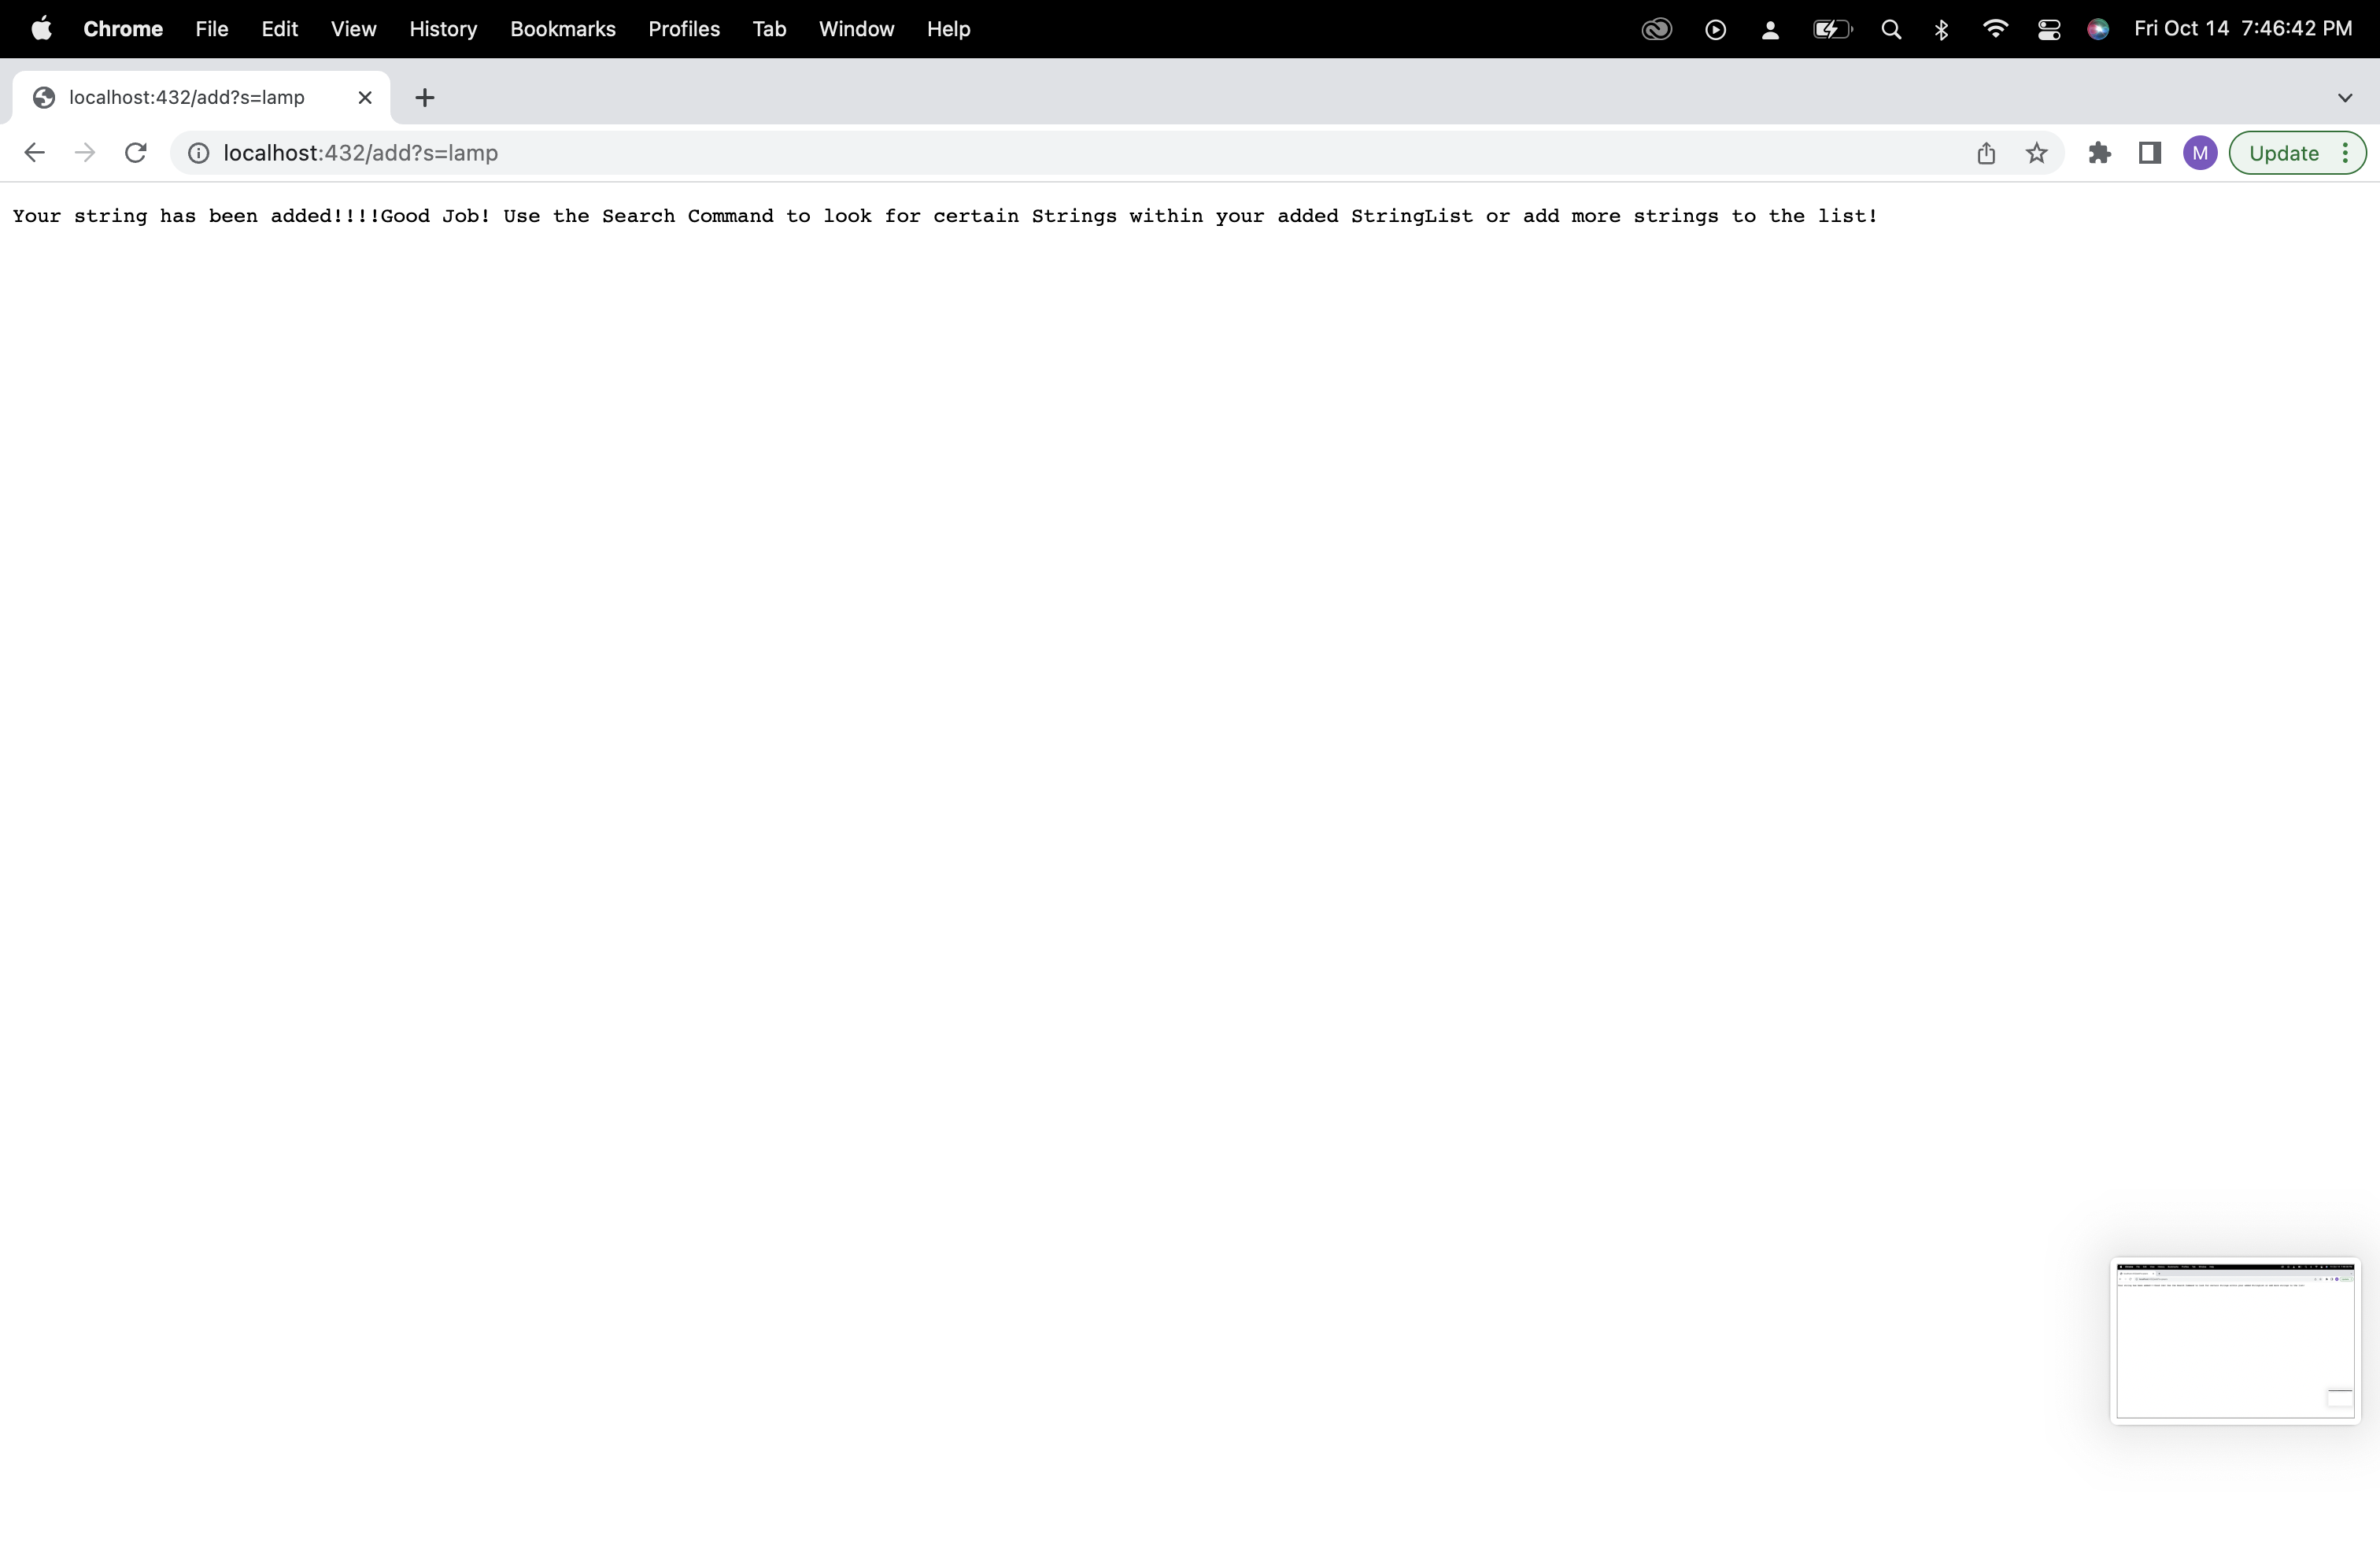 Chrome File Edit View History Bookmarks Profiles Tab Window Help Fri Oct 14 7:46:42 PM
localhost:432/add?s=lamp
localhost:432/add?s=lamp M Update
Your string has been added!!!!Good Job! Use the Search Command to look for certain Strings within your added StringList or add more strings to the list!